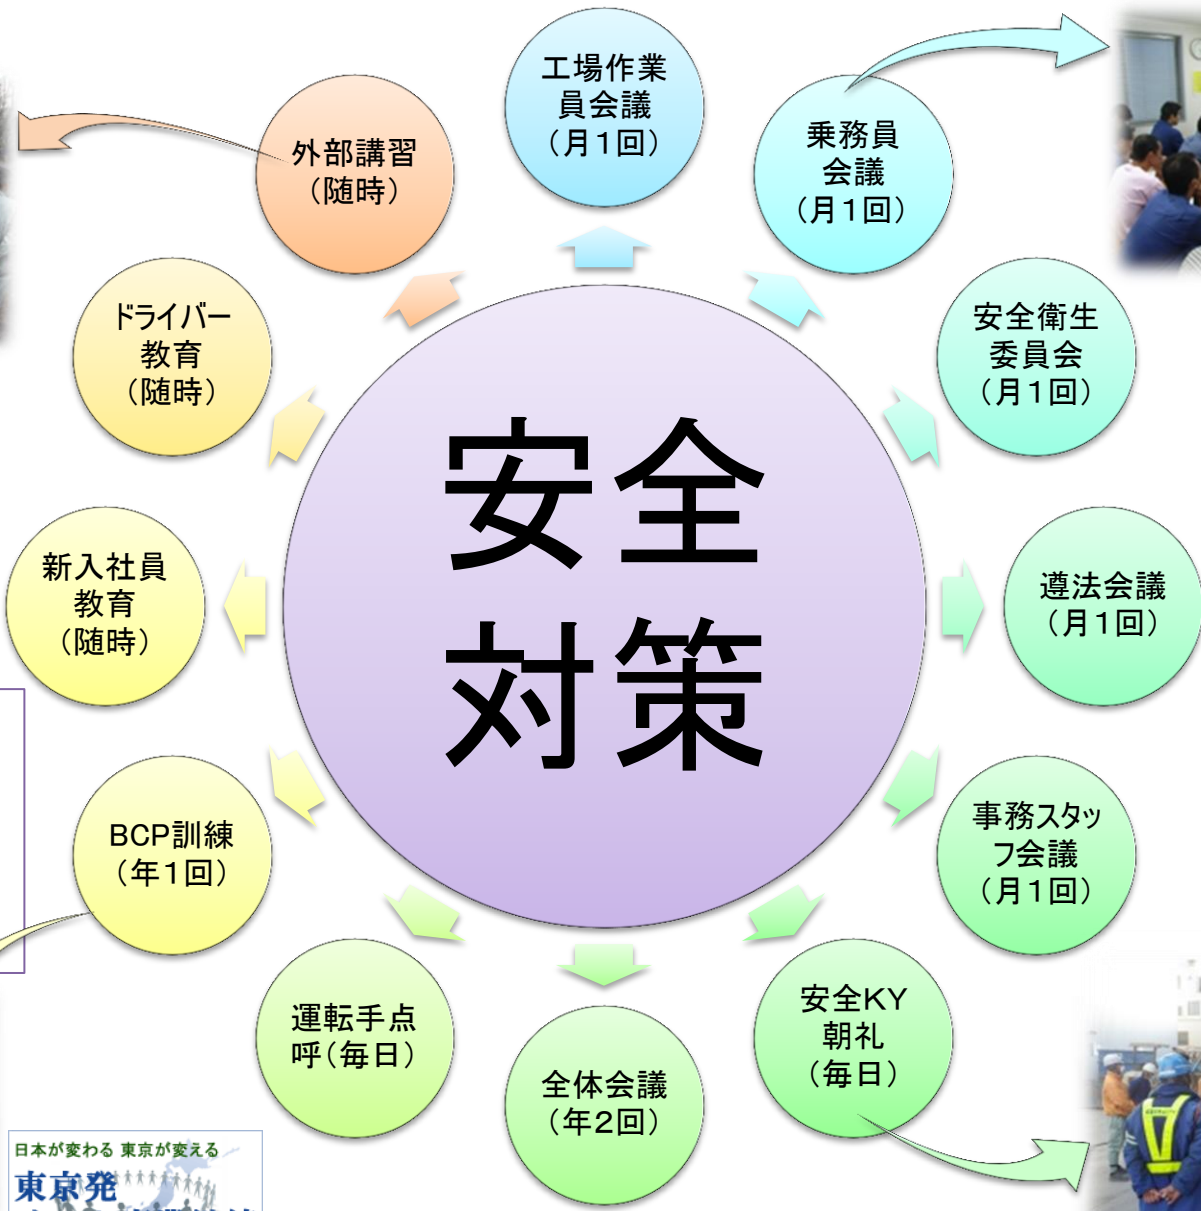 工場作業
員会議
（月１回）
乗務員
会議
（月１回）
安全衛生
委員会
（月１回）
遵法会議
（月１回）
事務スタッ
フ会議
（月１回）
安全KY
朝礼
（毎日）
全体会議
（年２回）
運転手点
呼（毎日）
BCP訓練
（年１回）
新入社員
教育
（随時）
ドライバー
教育
（随時）
外部講習
（随時）
安全
対策
日本が変わる 東京が変える
東京発